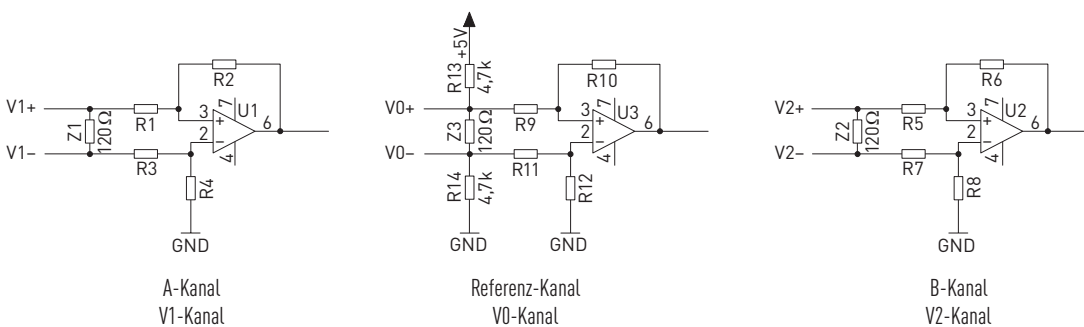 V1+
Z1
120Ω
V1–
R1
R3
R2
3
2
+
–
7
4
U1
6
R4
GND
A-Kanal
V1-Kanal
+5V
R13
4,7k
V0+
Z3
120Ω
V0–
R14
4,7k
GND
R9
R11
R10
3
2
+
–
7
4
U3
6
R12
GND
Referenz-Kanal
V0-Kanal
V2+
Z2
120Ω
V2–
R5
R7
R6
3
2
+
–
7
4
U2
6
R8
GND
B-Kanal
V2-Kanal